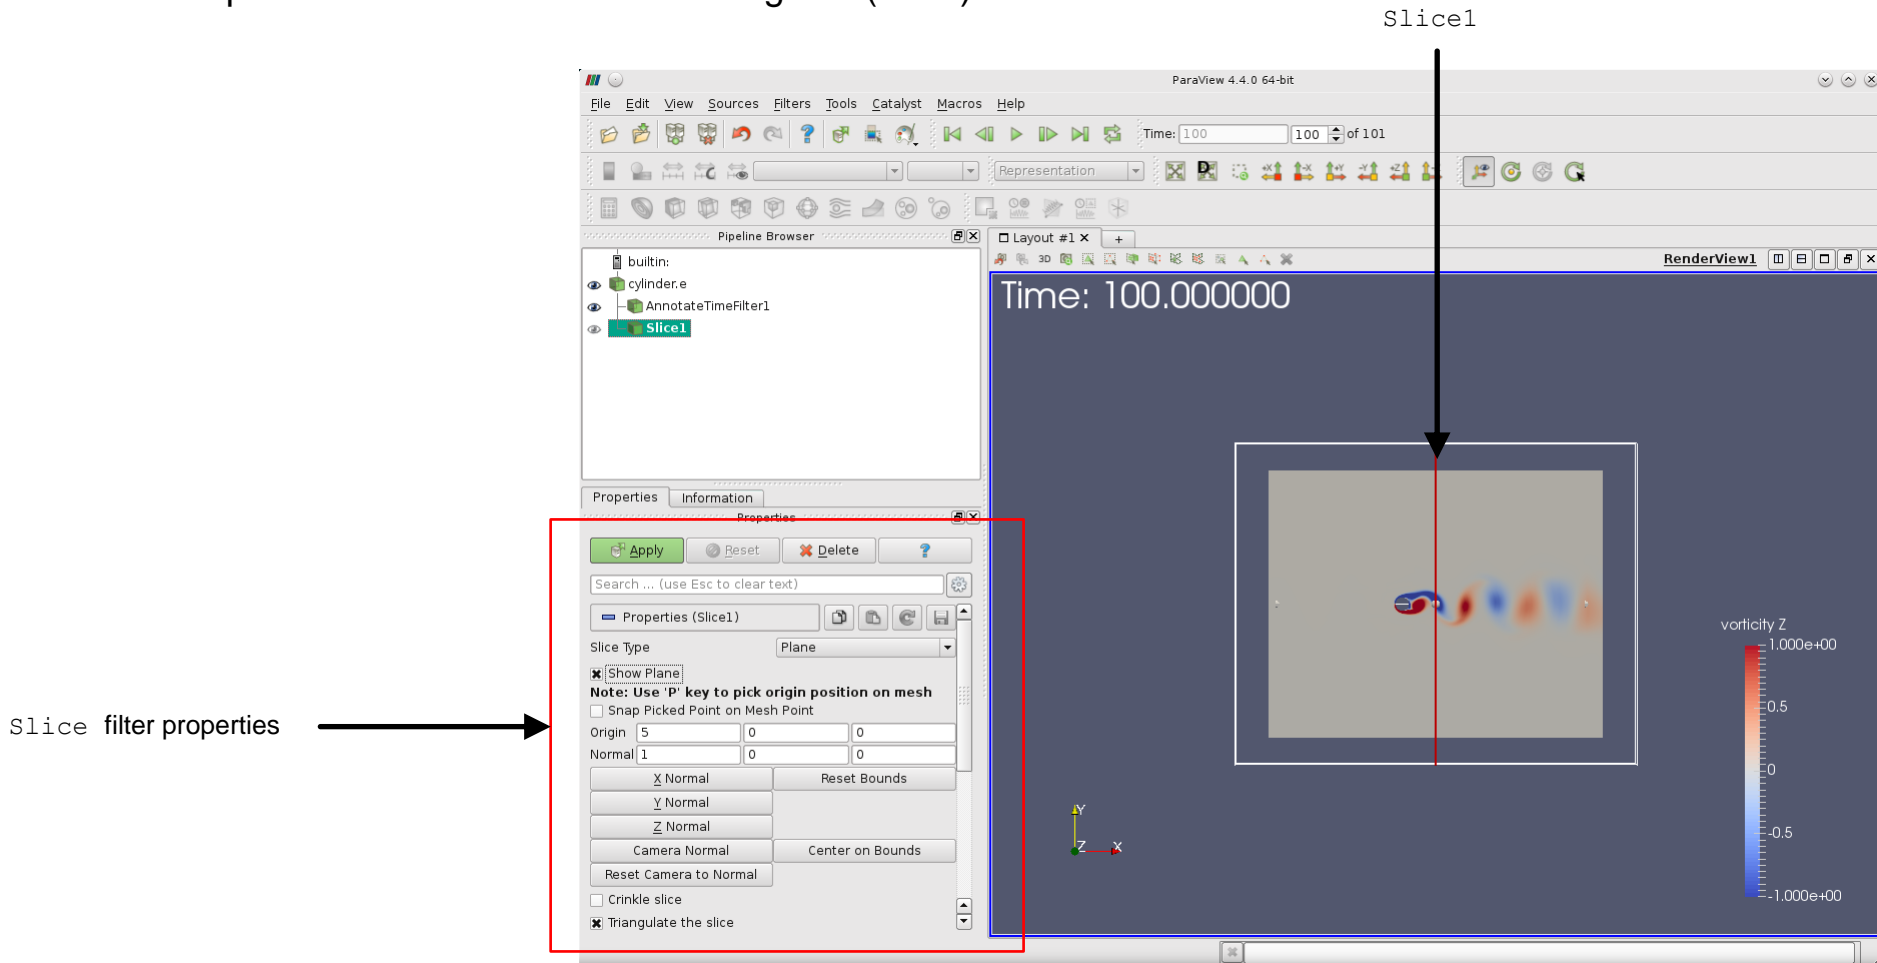 Slice1
ParaView 4.4.0 64-bit
File Edit View Sources Filters Tools Catalyst Macros Help
Time: 100 100 of 101
Representation
Pipeline Browser
Layout #1
+
3D
RenderView1
builtin:
cylinder.e
AnnotateTimeFilter1
Slice1
Time: 100.000000
Properties Information
Properties
Apply Reset Delete ?
Search ... (use Esc to clear text)
Properties (Slice1)
Slice Type Plane
Show Plane
Note: Use 'P' key to pick origin position on mesh
Snap Picked Point on Mesh Point
Origin 5 0 0
Normal 1 0 0
X Normal Reset Bounds
Y Normal
Z Normal
Camera Normal Center on Bounds
Reset Camera to Normal
Crinkle slice
Triangulate the slice
Slice filter properties
vorticity Z
1.000e+00
0.5
0
-0.5
-1.000e+00
Y
Z X